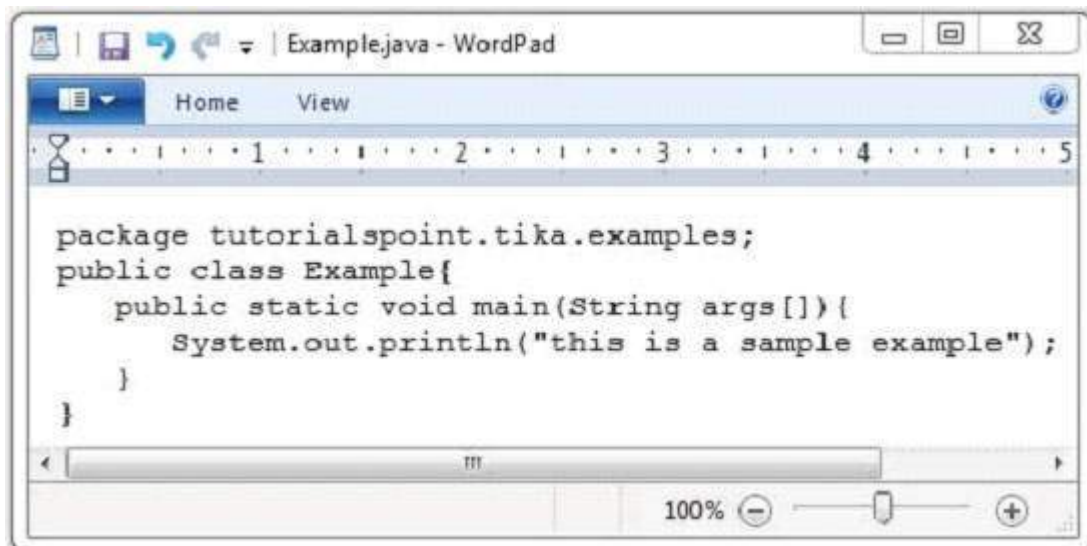 Example.java - WordPad
Home View
1 2 3 4 5
package tutorialspoint.tika.examples;
public class Example{
   public static void main(String args[]){
      System.out.println("this is a sample example");
   }
}
100%